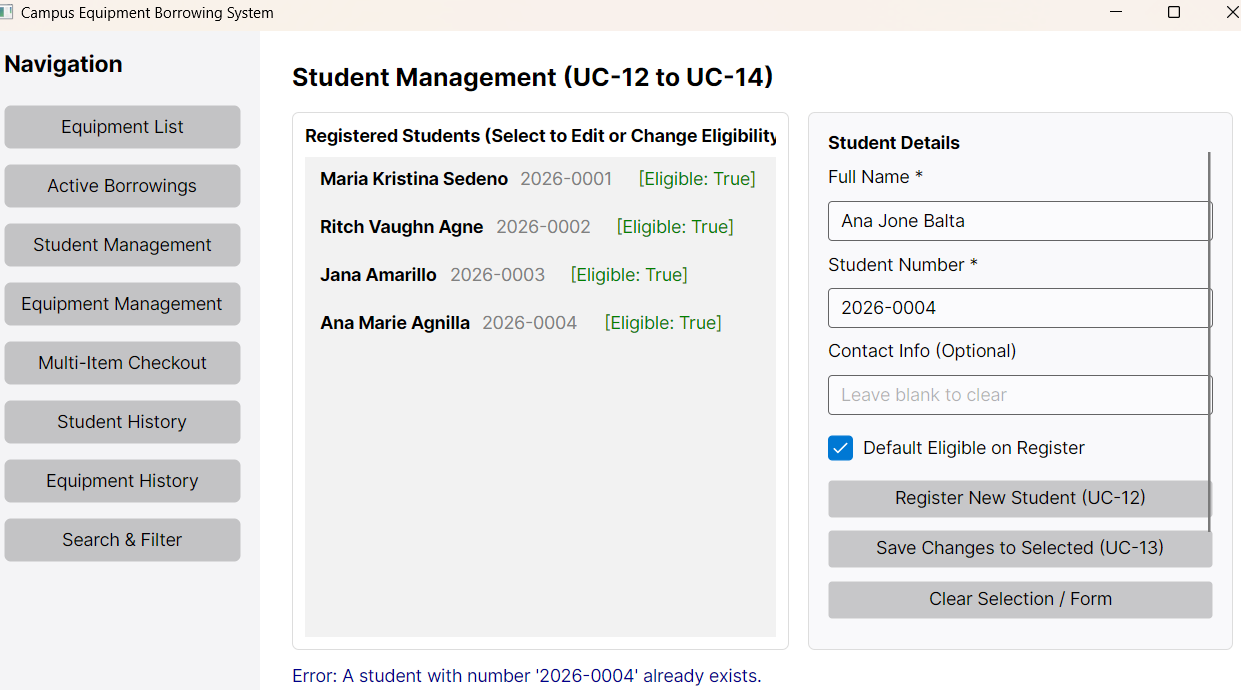 Campus Equipment Borrowing System
Navigation
Equipment List
Active Borrowings
Student Management
Equipment Management
Multi-Item Checkout
Student History
Equipment History
Search & Filter
Student Management (UC-12 to UC-14)
Registered Students (Select to Edit or Change Eligibility
Maria Kristina Sedeno 2026-0001 [Eligible: True]
Ritch Vaughn Agne 2026-0002 [Eligible: True]
Jana Amarillo 2026-0003 [Eligible: True]
Ana Marie Agnilla 2026-0004 [Eligible: True]
Student Details
Full Name *
Ana Jone Balta
Student Number *
2026-0004
Contact Info (Optional)
Leave blank to clear
Default Eligible on Register
Register New Student (UC-12)
Save Changes to Selected (UC-13)
Clear Selection / Form
Error: A student with number '2026-0004' already exists.